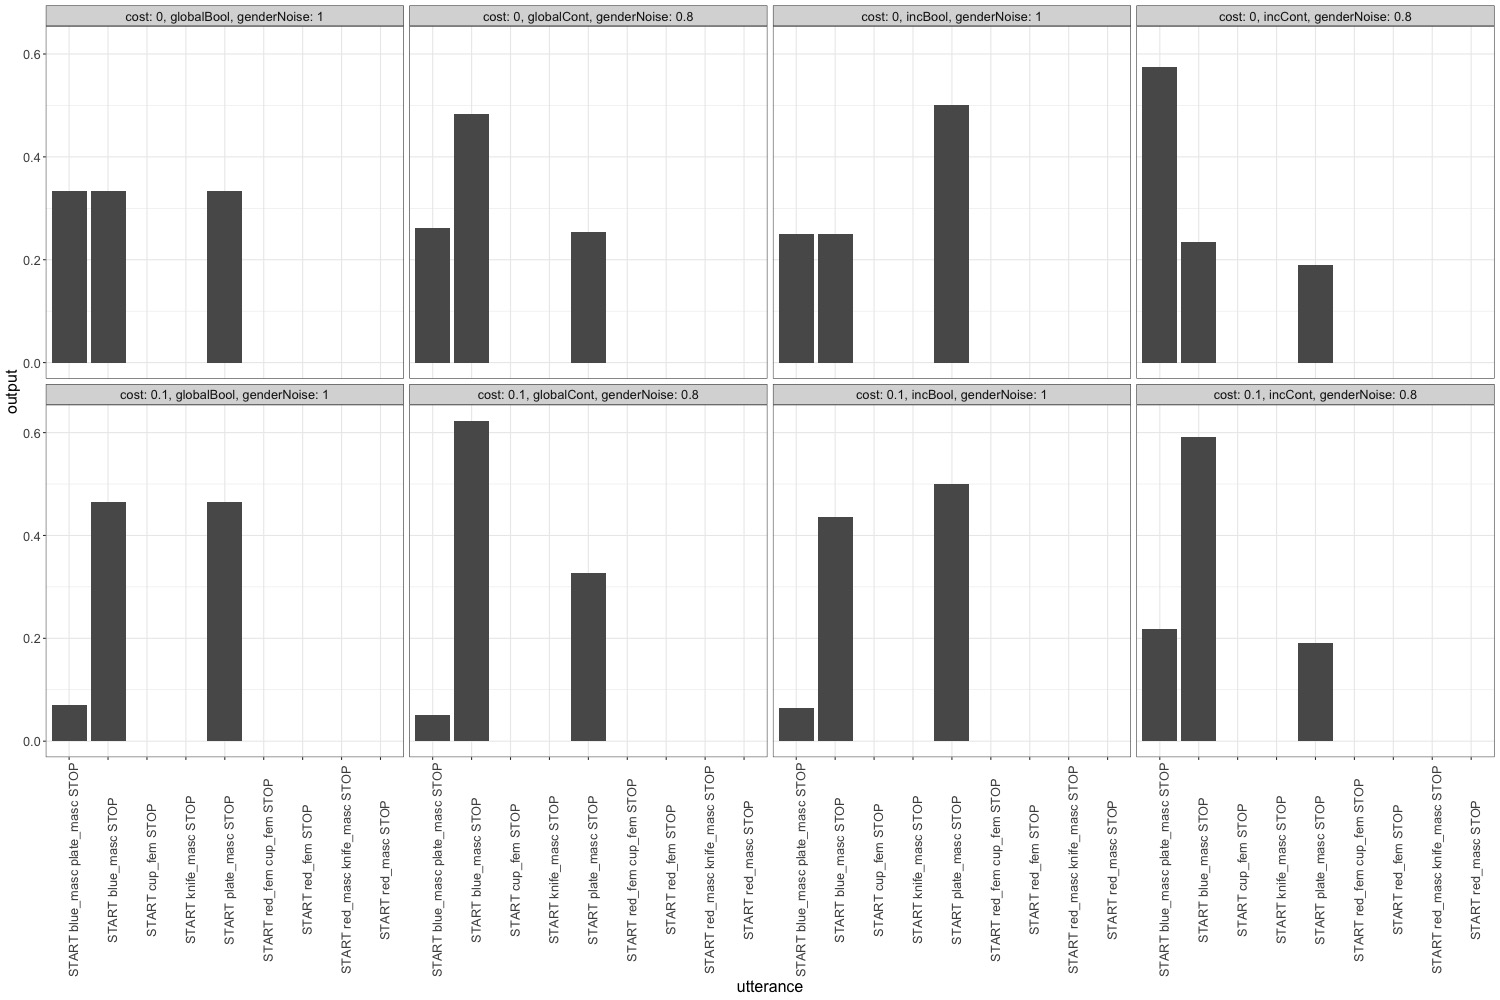 cost: 0, globalBool, genderNoise: 1
cost: 0, globalCont, genderNoise: 0.8
cost: 0, incBool, genderNoise: 1
cost: 0, incCont, genderNoise: 0.8
0.6
0.4
0.2
0.0
output
cost: 0.1, globalBool, genderNoise: 1
cost: 0.1, globalCont, genderNoise: 0.8
cost: 0.1, incBool, genderNoise: 1
cost: 0.1, incCont, genderNoise: 0.8
0.6
0.4
0.2
0.0
START blue_masc plate_masc STOP
START blue_masc STOP
START cup_fem STOP
START knife_masc STOP
START plate_masc STOP
START red_fem cup_fem STOP
START red_fem STOP
START red_masc knife_masc STOP
START red_masc STOP
START blue_masc plate_masc STOP
START blue_masc STOP
START cup_fem STOP
START knife_masc STOP
START plate_masc STOP
START red_fem cup_fem STOP
START red_fem STOP
START red_masc knife_masc STOP
START red_masc STOP
START blue_masc plate_masc STOP
START blue_masc STOP
START cup_fem STOP
START knife_masc STOP
START plate_masc STOP
START red_fem cup_fem STOP
START red_fem STOP
START red_masc knife_masc STOP
START red_masc STOP
START blue_masc plate_masc STOP
START blue_masc STOP
START cup_fem STOP
START knife_masc STOP
START plate_masc STOP
START red_fem cup_fem STOP
START red_fem STOP
START red_masc knife_masc STOP
START red_masc STOP
utterance